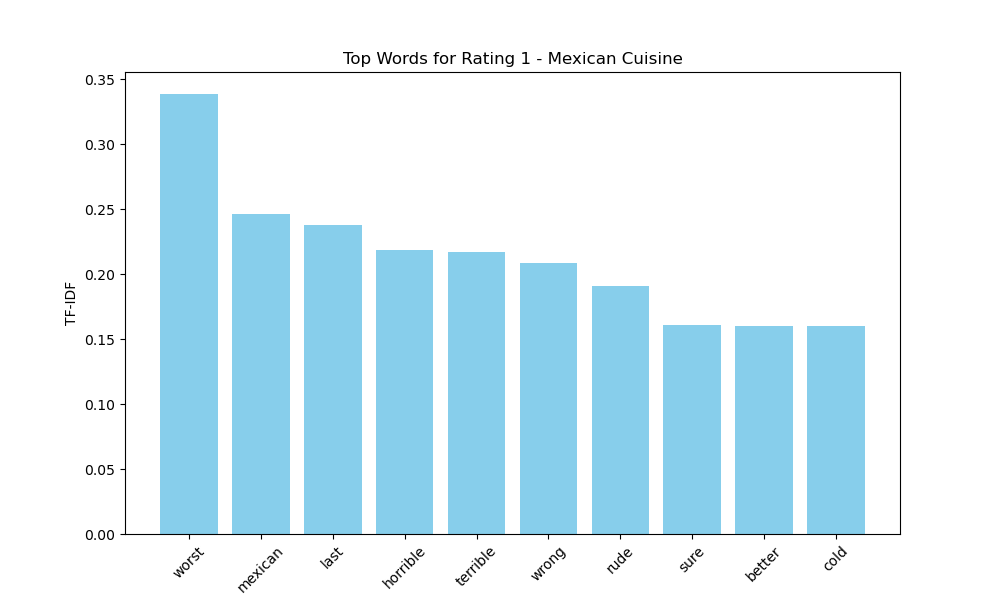 Top Words for Rating 1 - Mexican Cuisine
0.35
0.30
0.25
0.20
0.15
0.10
0.05
0.00
TF-IDF
worst
mexican
last
horrible
terrible
wrong
rude
sure
better
cold